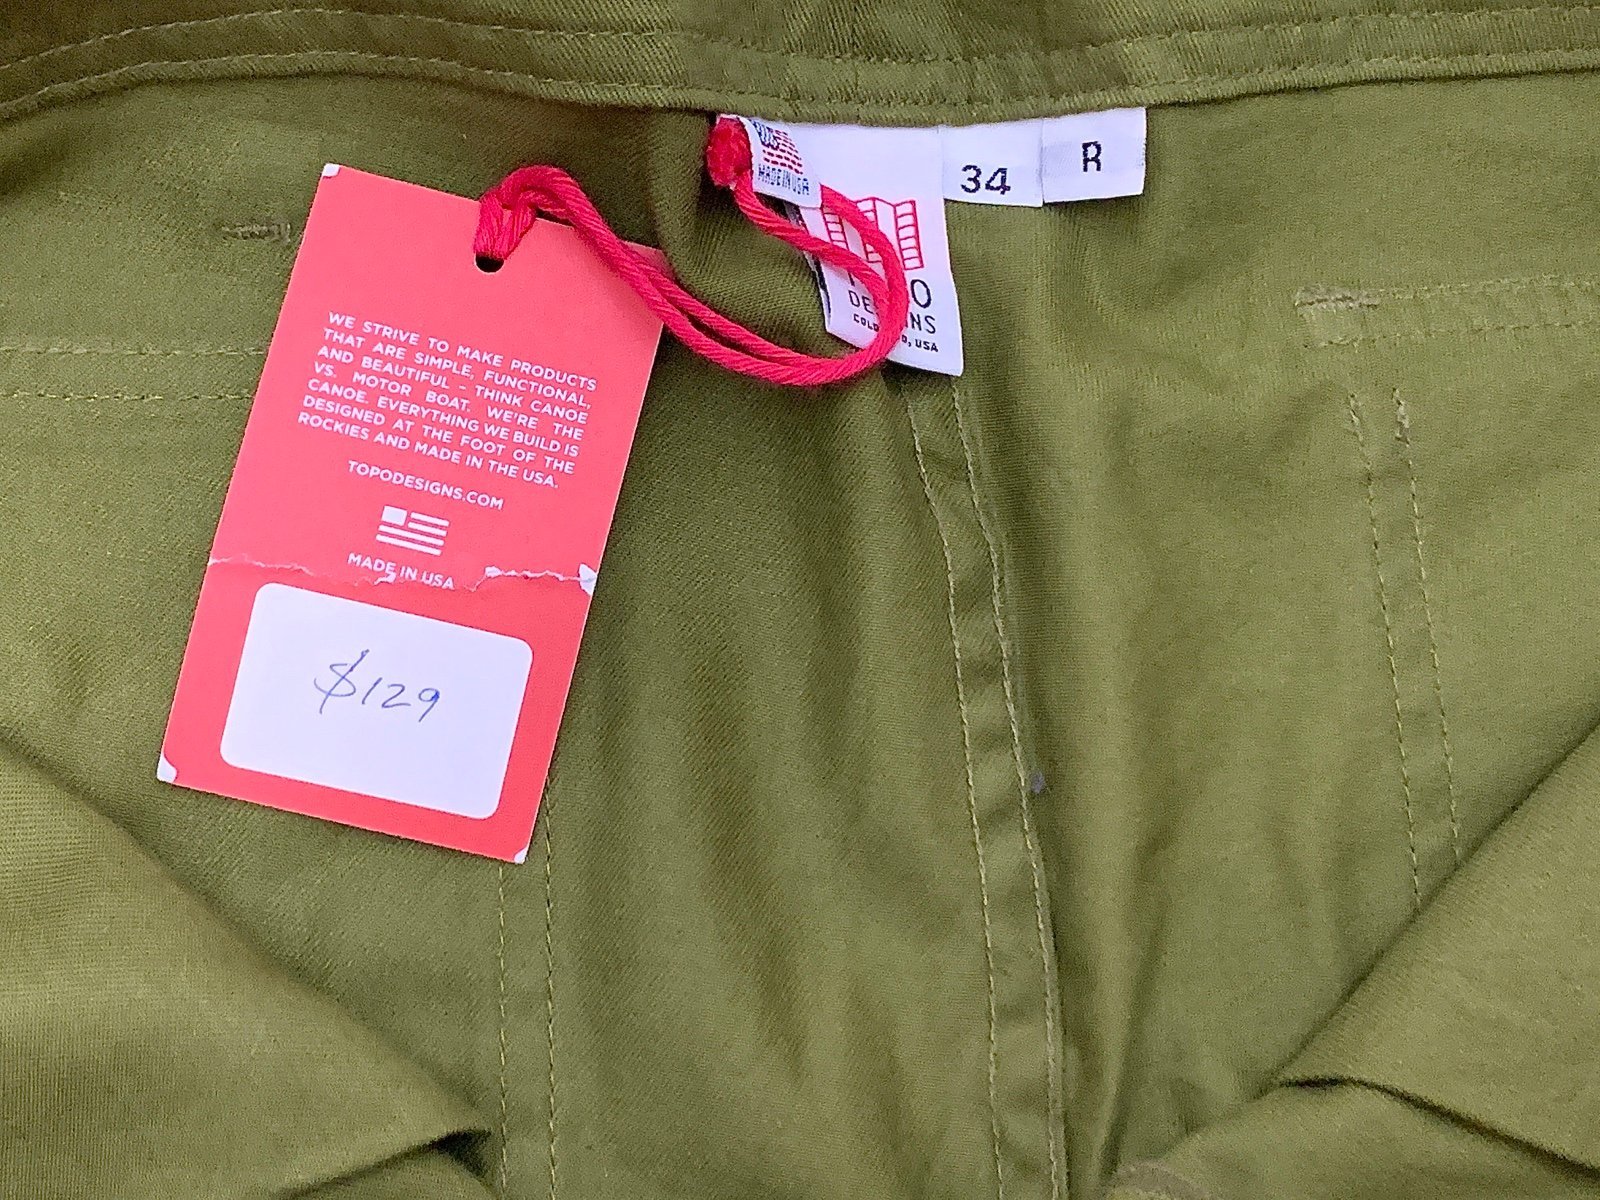 WE STRIVE TO MAKE PRODUCTS
THAT ARE SIMPLE, FUNCTIONAL,
AND BEAUTIFUL - THINK CANOE
VS. MOTOR BOAT. WE'RE THE
CANOE. EVERYTHING WE BUILD IS
DESIGNED AT THE FOOT OF THE
ROCKIES AND MADE IN THE USA.
TOPODESIGNS.COM
MADE IN USA
$129
MADE IN USA
34
R
USA